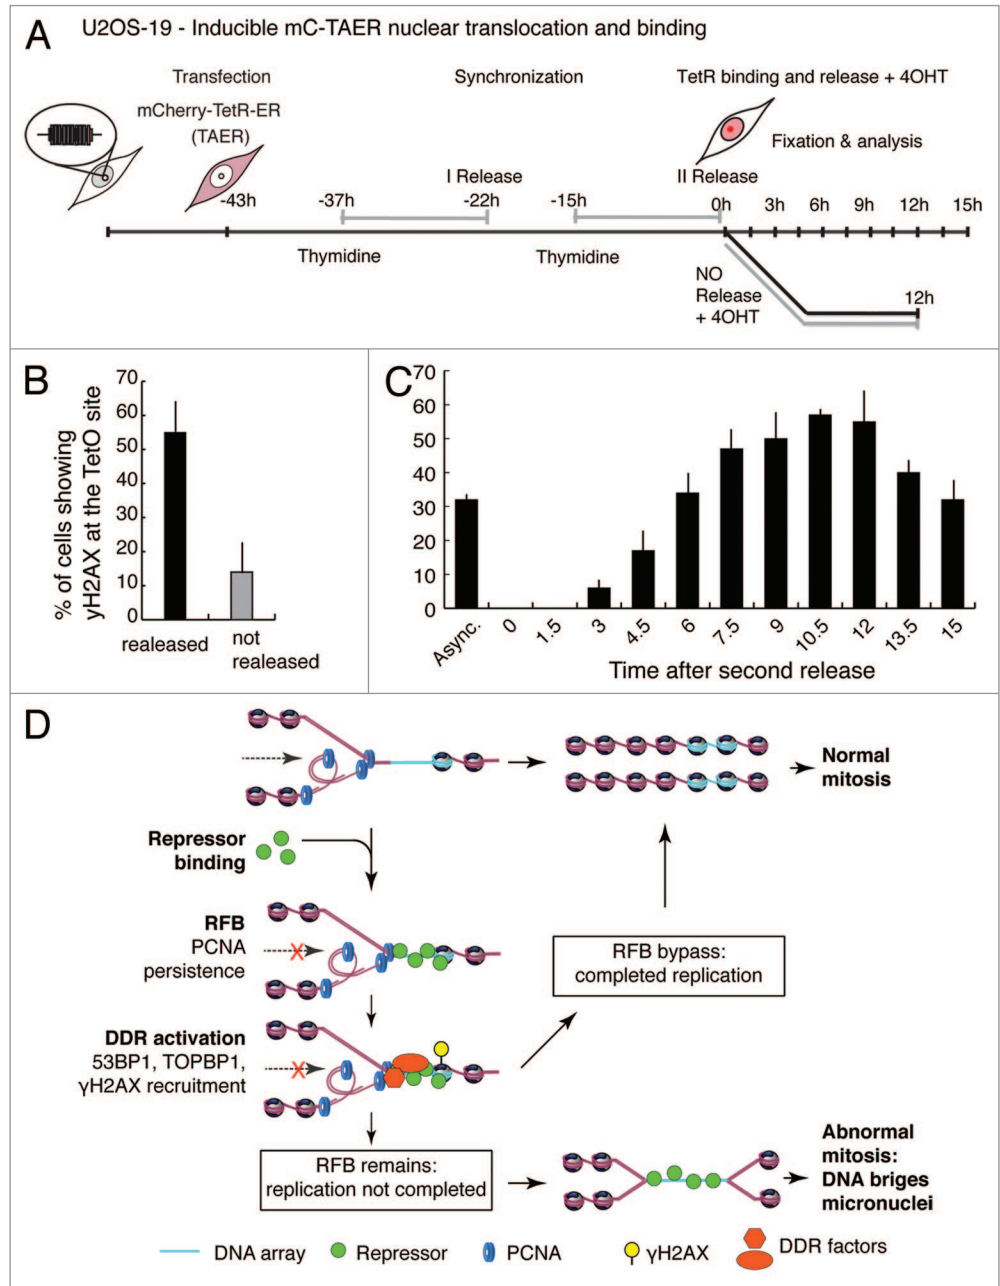 A
U2OS-19 - Inducible mC-TAER nuclear translocation and binding
Transfection
Synchronization
TetR binding and release + 4OHT
mCherry-TetR-ER
(TAER)
Fixation & analysis
I Release
II Release
-43h
-37h
-22h
-15h
0h
3h
6h
9h
12h
15h
Thymidine
Thymidine
NO
Release
+ 4OHT
12h
B
% of cells showing
γH2AX at the TetO site
70
60
50
40
30
20
10
0
realeased
not
realeased
C
70
60
50
40
30
20
10
0
Async.
0
1.5
3
4.5
6
7.5
9
10.5
12
13.5
15
Time after second release
D
Normal
mitosis
Repressor
binding
RFB
PCNA
persistence
RFB bypass:
completed replication
DDR activation
53BP1, TOPBP1,
γH2AX recruitment
RFB remains:
replication not completed
Abnormal
mitosis:
DNA briges
micronuclei
DNA array
Repressor
PCNA
γH2AX
DDR factors